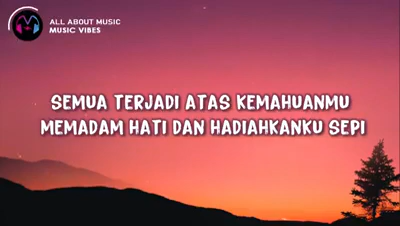 ALL ABOUT MUSIC
MUSIC VIBES
SEMUA TERJADI ATAS KEMAHUANMU
MEMADAM HATI DAN HADIAHKANKU SEPI